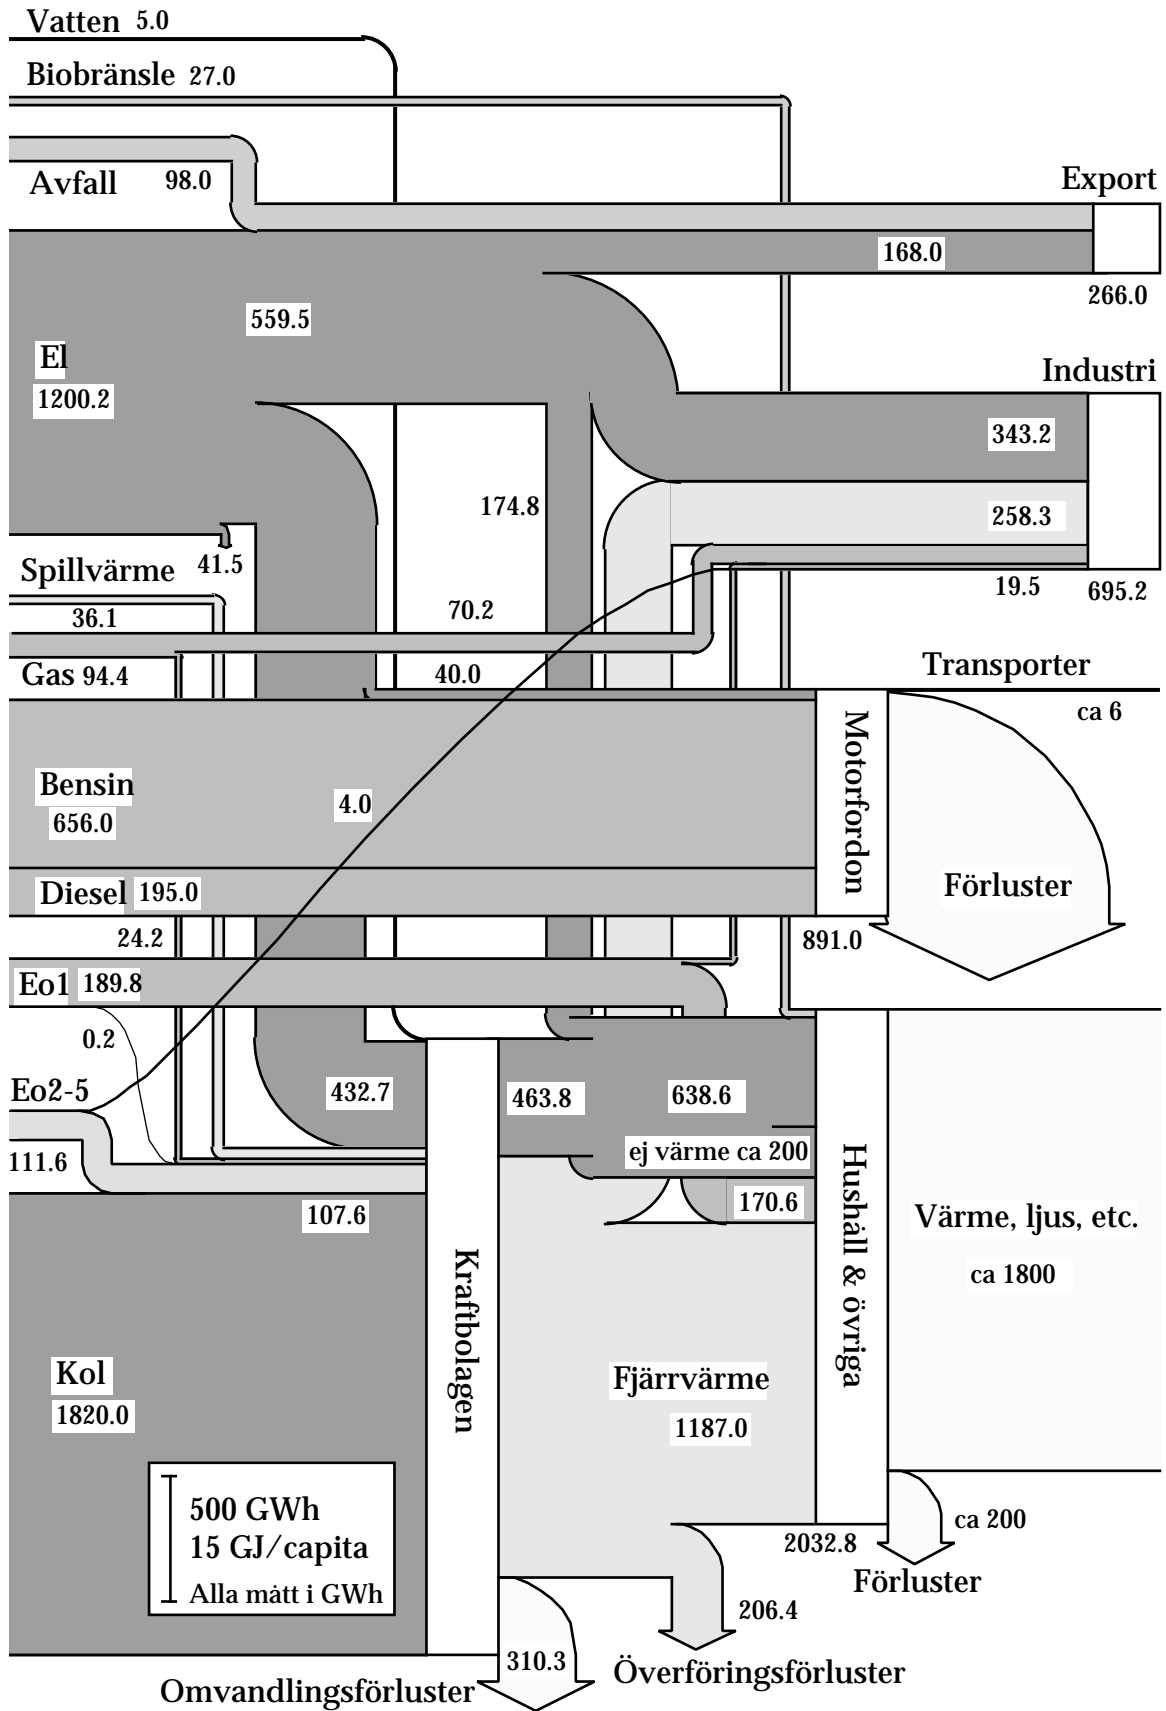 Vatten 5.0
Biobränsle 27.0
Avfall 98.0
Export
168.0
266.0
559.5
El
1200.2
Industri
343.2
174.8
258.3
41.5
Spillvärme
36.1
19.5
695.2
70.2
Gas 94.4
40.0
Transporter
ca 6
Motorfordon
Bensin
656.0
4.0
Diesel 195.0
Förluster
24.2
891.0
Eo1 189.8
0.2
Eo2-5
111.6
432.7
463.8
638.6
ej värme ca 200
170.6
107.6
Kraftbolagen
Hushåll & övriga
Värme, ljus, etc.
ca 1800
Kol
1820.0
Fjärrvärme
1187.0
500 GWh
15 GJ/capita
Alla mått i GWh
2032.8
ca 200
Förluster
206.4
310.3
Överföringsförluster
Omvandlingsförluster